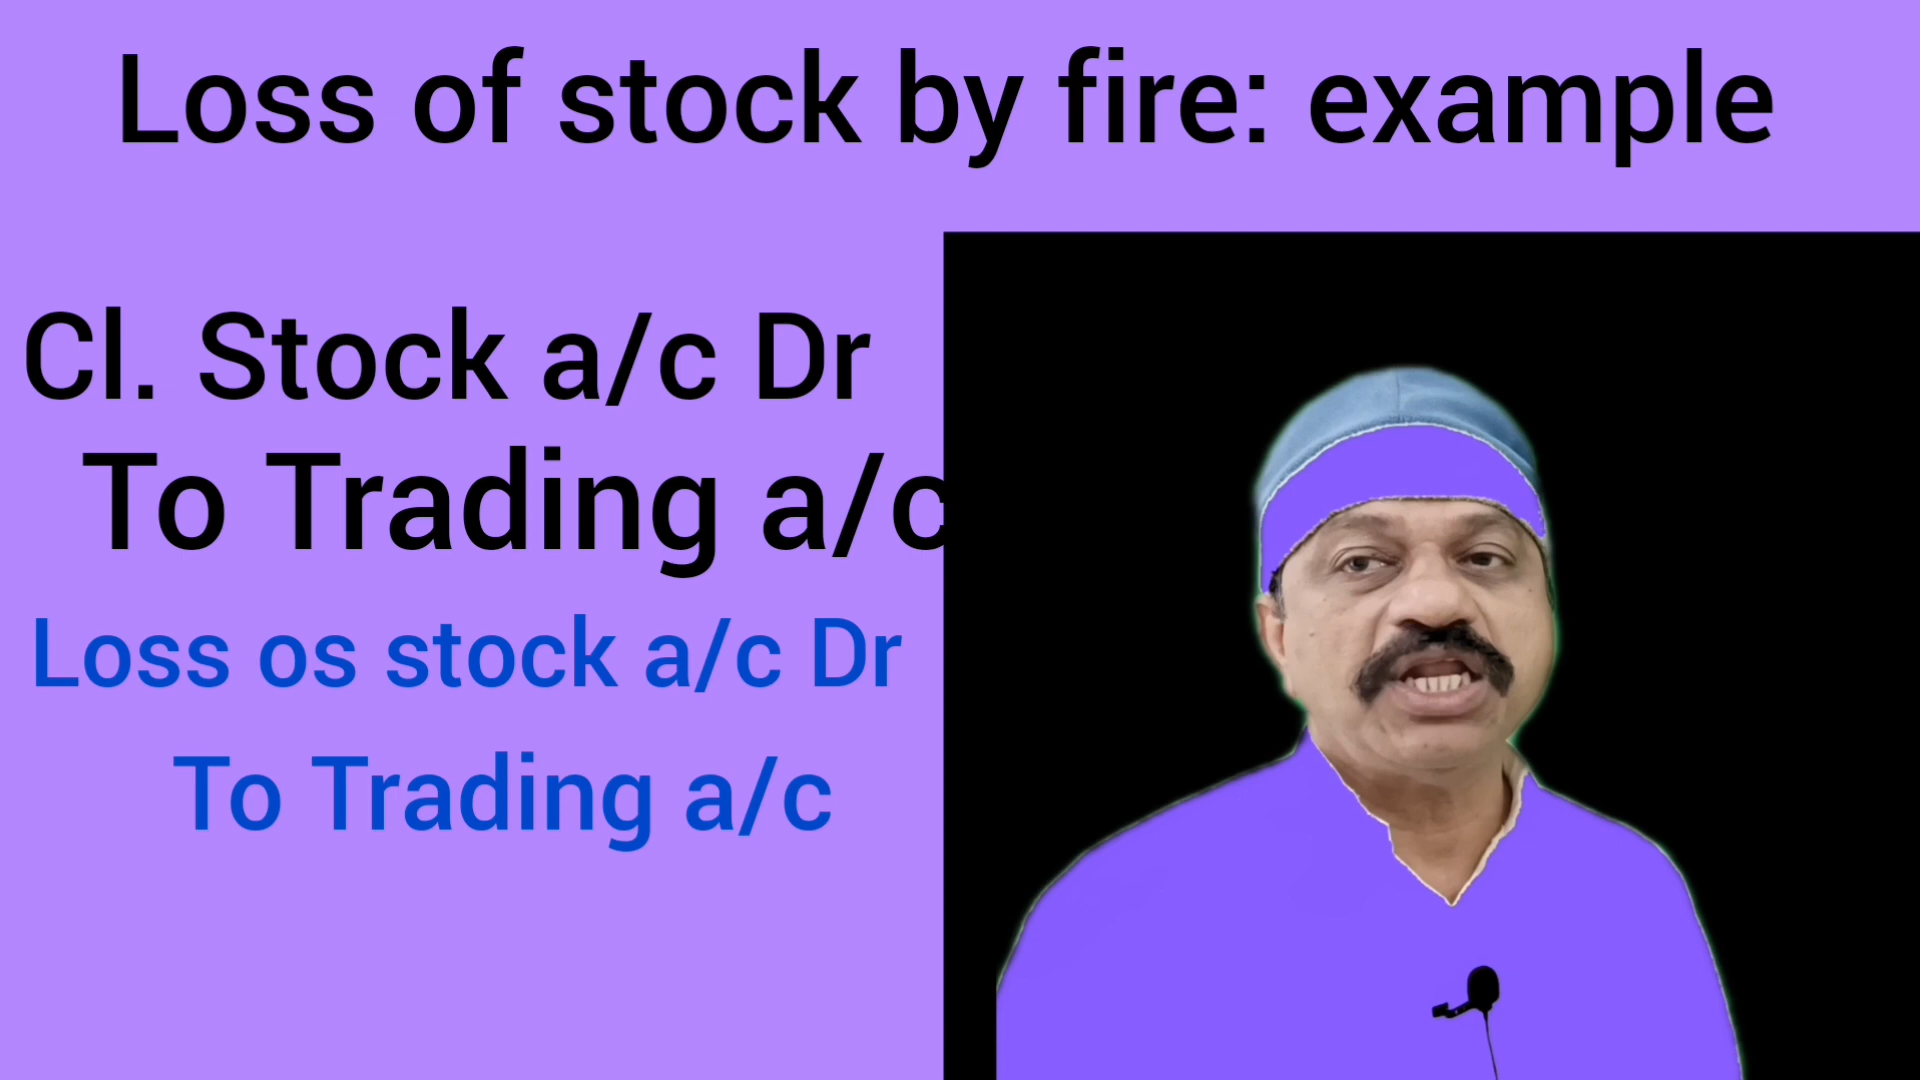 Loss of stock by fire: example
Cl. Stock a/c Dr
To Trading a/c
Loss os stock a/c Dr
To Trading a/c